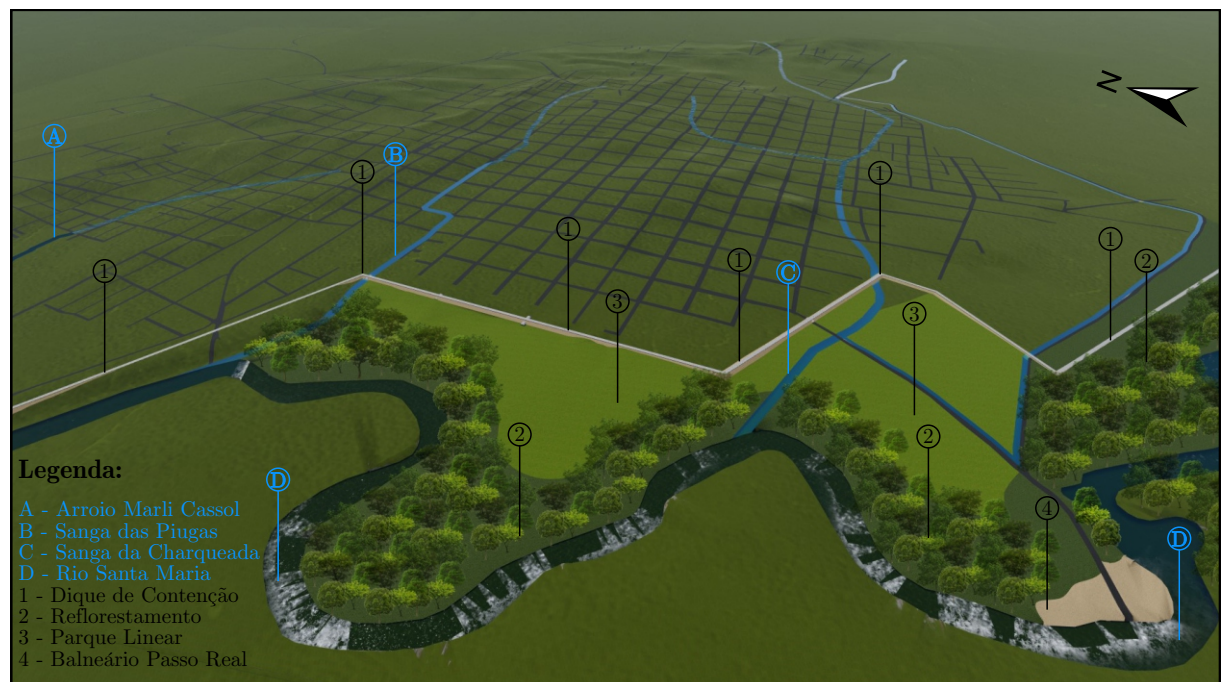 N
A
B
1
1
1
1
1
1
2
C
3
3
2
2
D
4
D
Legenda:
A - Arroio Marli Cassol
B - Sanga das Piugas
C - Sanga da Charqueada
D - Rio Santa Maria
1 - Dique de Contenção
2 - Reflorestamento
3 - Parque Linear
4 - Balneário Passo Real